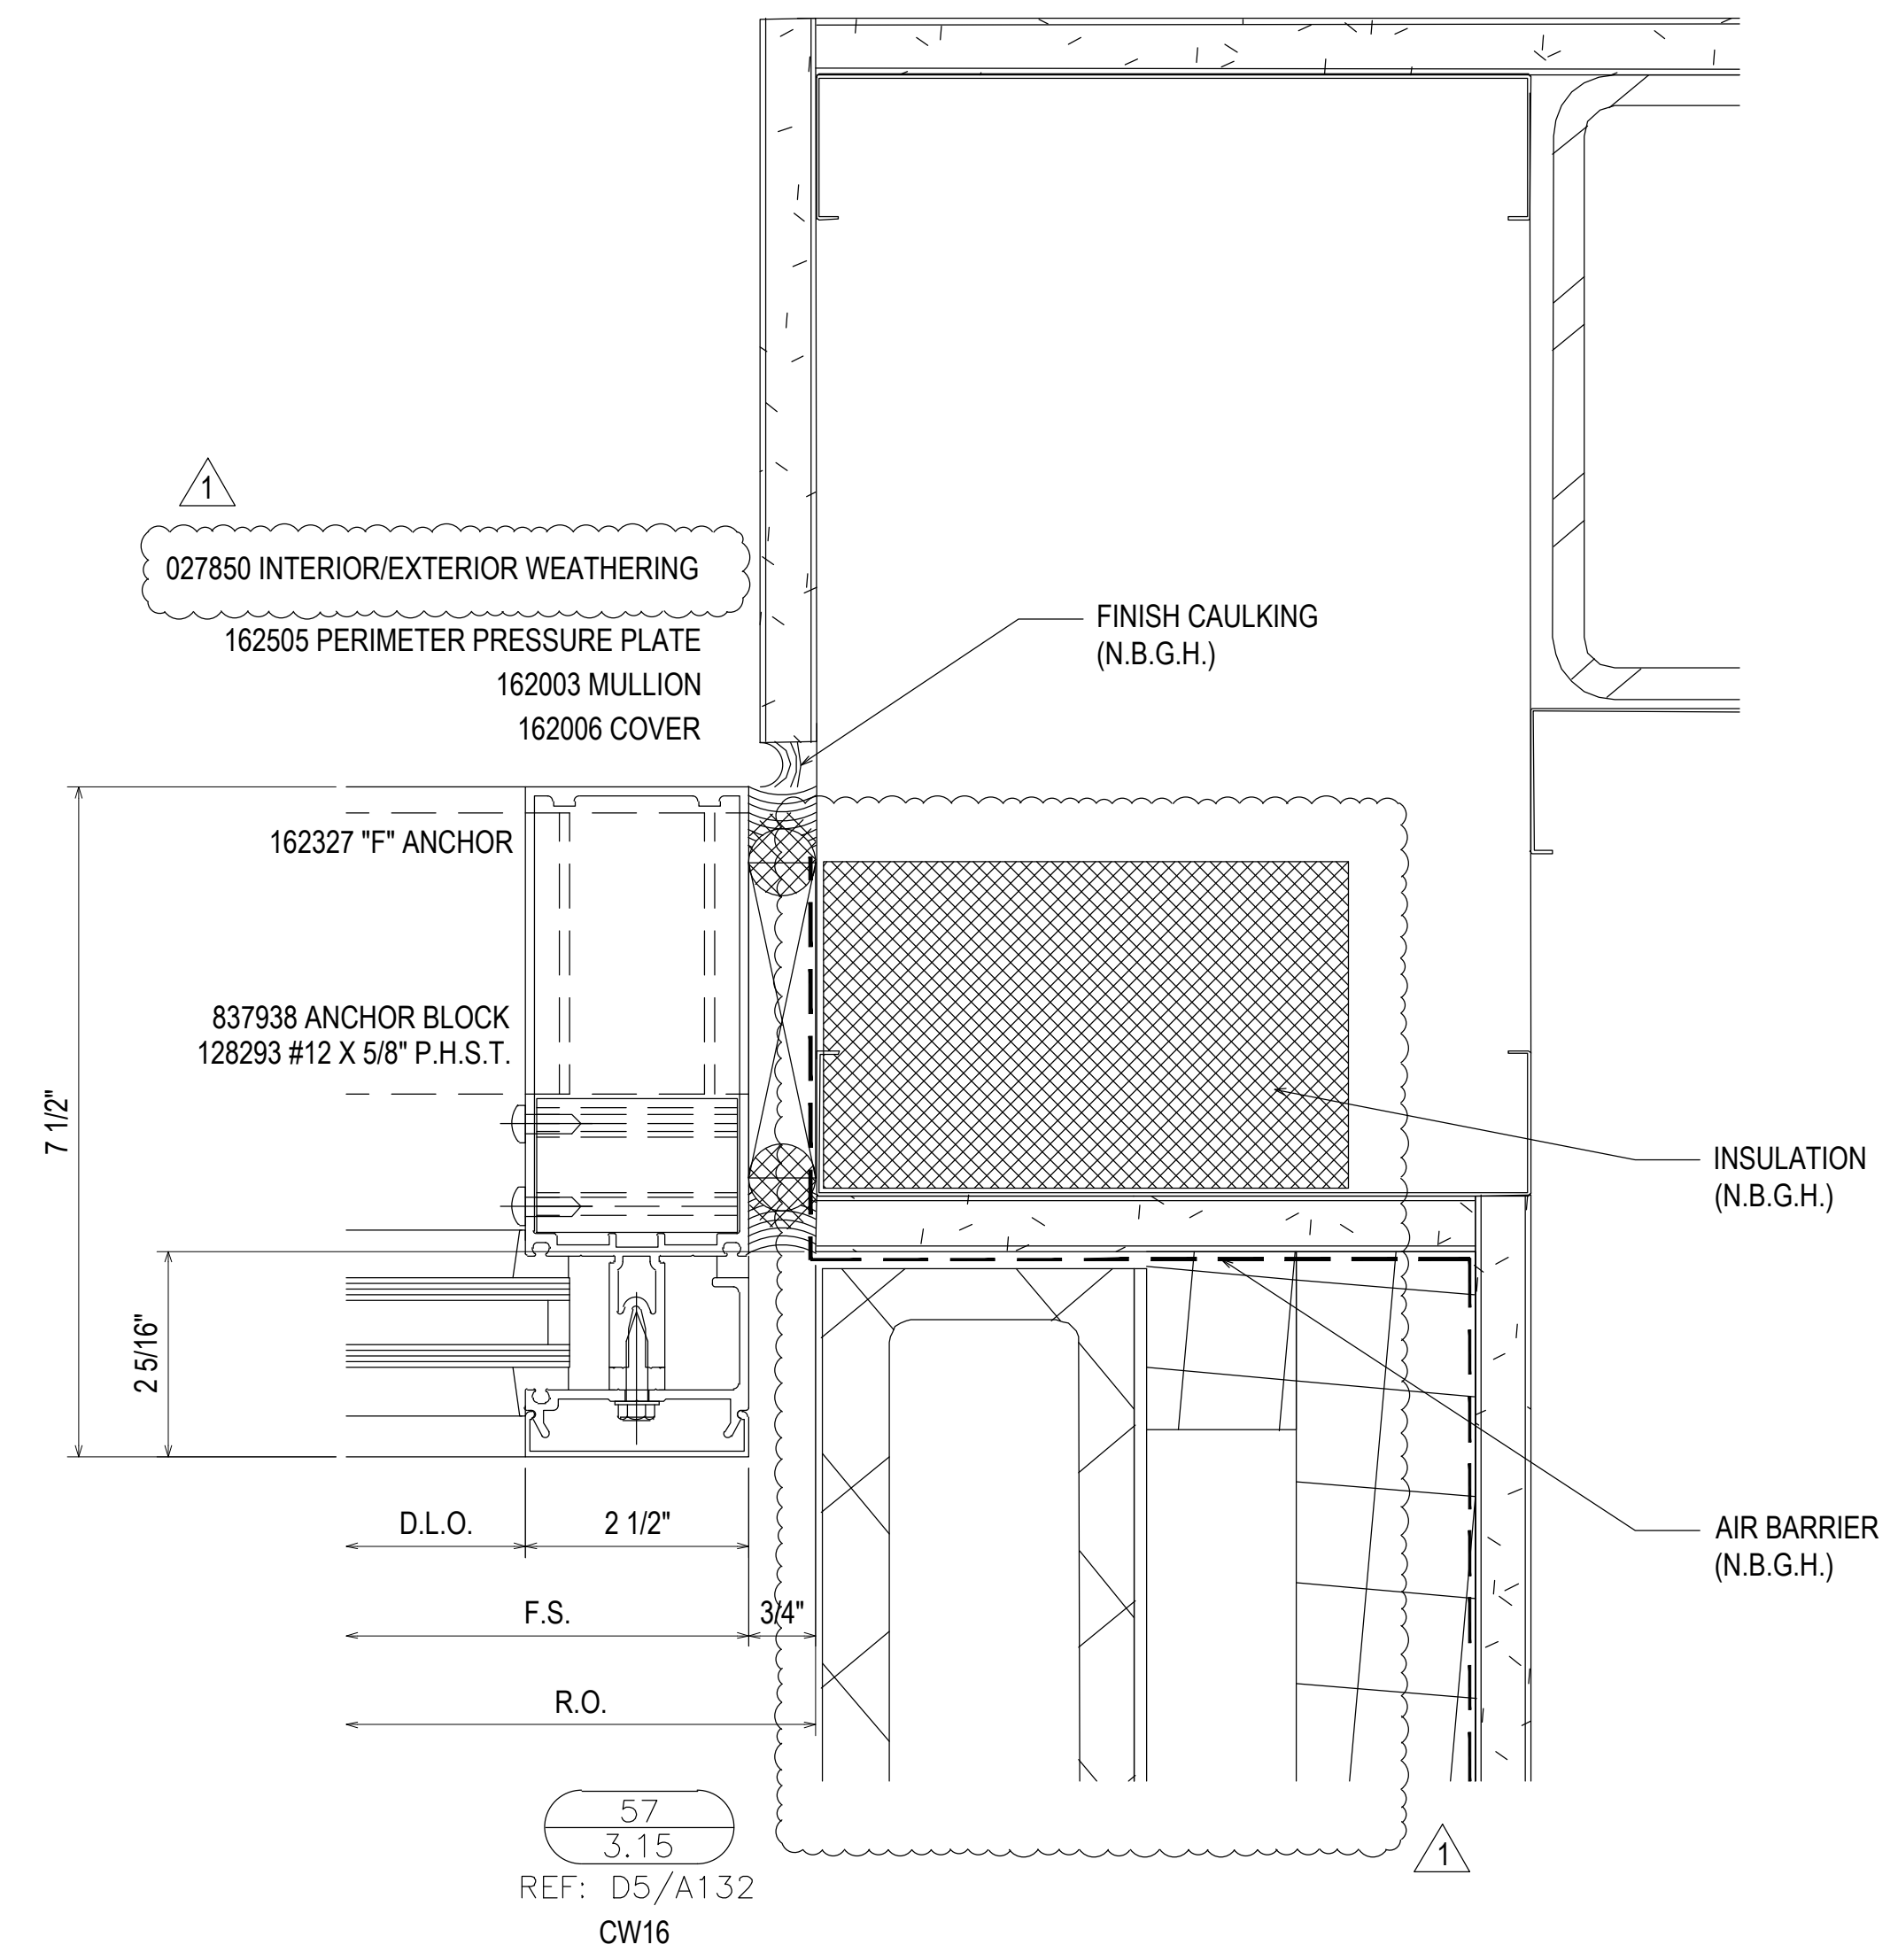 1
027850 INTERIOR/EXTERIOR WEATHERING
162505 PERIMETER PRESSURE PLATE
162003 MULLION
162006 COVER
FINISH CAULKING
(N.B.G.H.)
162327 "F" ANCHOR
837938 ANCHOR BLOCK
128293 #12 X 5/8" P.H.S.T.
7 1/2"
INSULATION
(N.B.G.H.)
2 5/16"
D.L.O.
2 1/2"
AIR BARRIER
(N.B.G.H.)
F.S.
3/4"
R.O.
57
3.15
REF: D5/A132
CW16
1